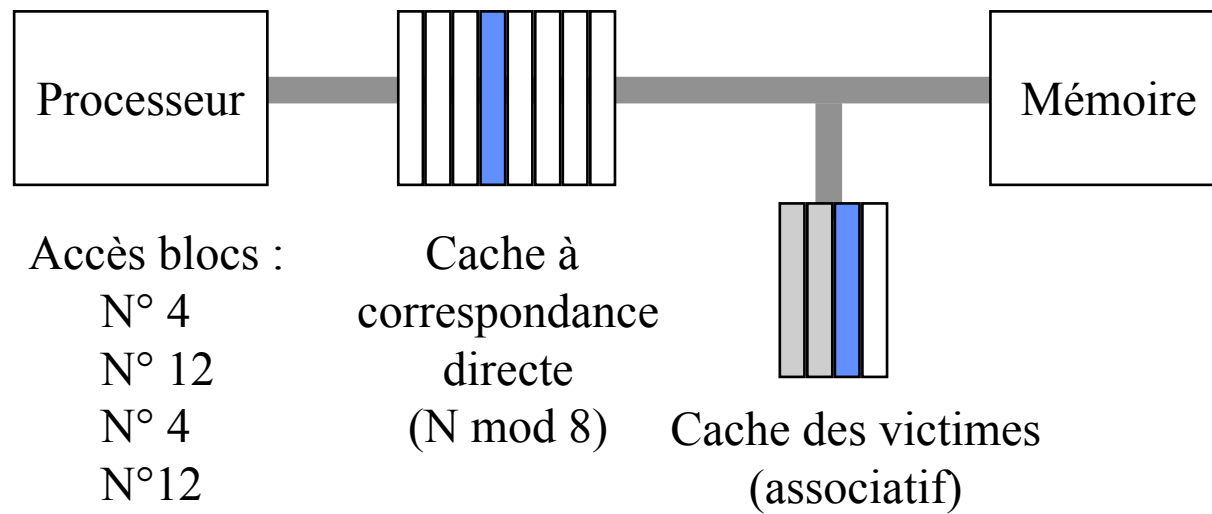 Processeur
Mémoire
Accès blocs :
N° 4
N° 12
N° 4
N°12
Cache à
correspondance
directe
(N mod 8)
Cache des victimes
(associatif)